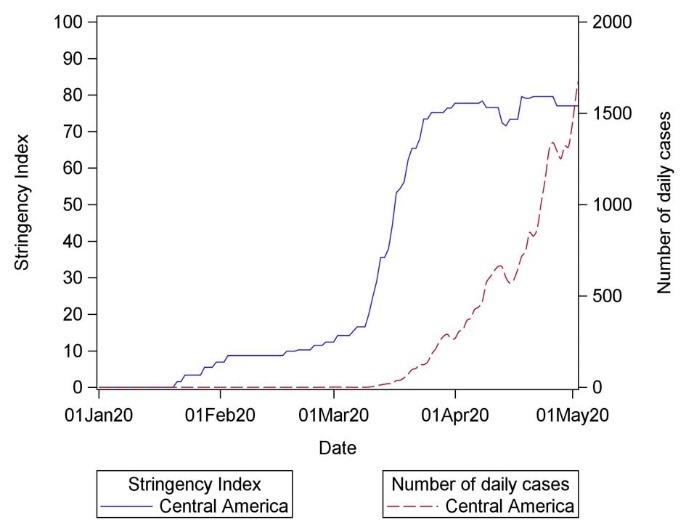 100
90
80
70
60
50
40
30
20
10
0
Stringency Index
2000
1500
1000
500
0
Number of daily cases
01Jan20 01Feb20 01Mar20 01Apr20 01May20
Date
Stringency Index
Central America
Number of daily cases
Central America